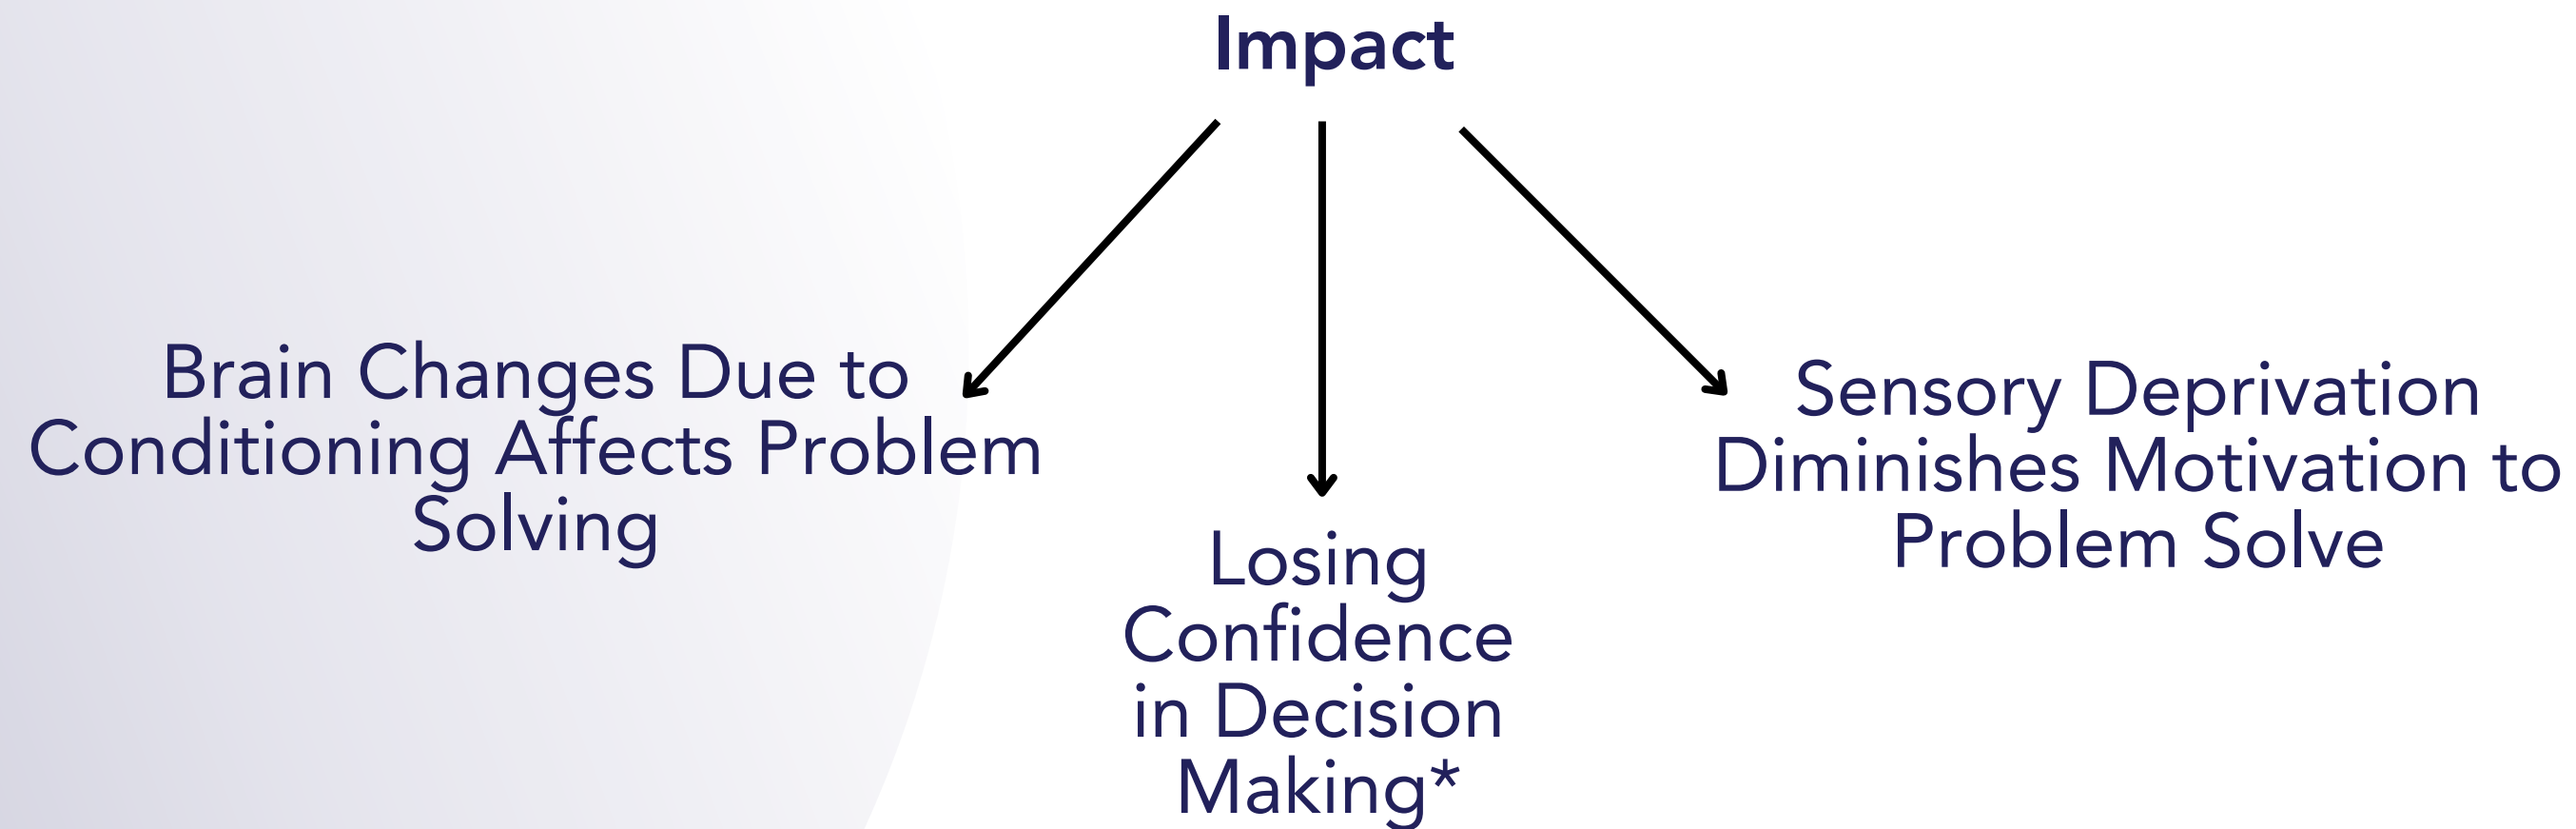 Impact
Brain Changes Due to
Conditioning Affects Problem
Solving
Losing
Confidence
in Decision
Making*
Sensory Deprivation
Diminishes Motivation to
Problem Solve